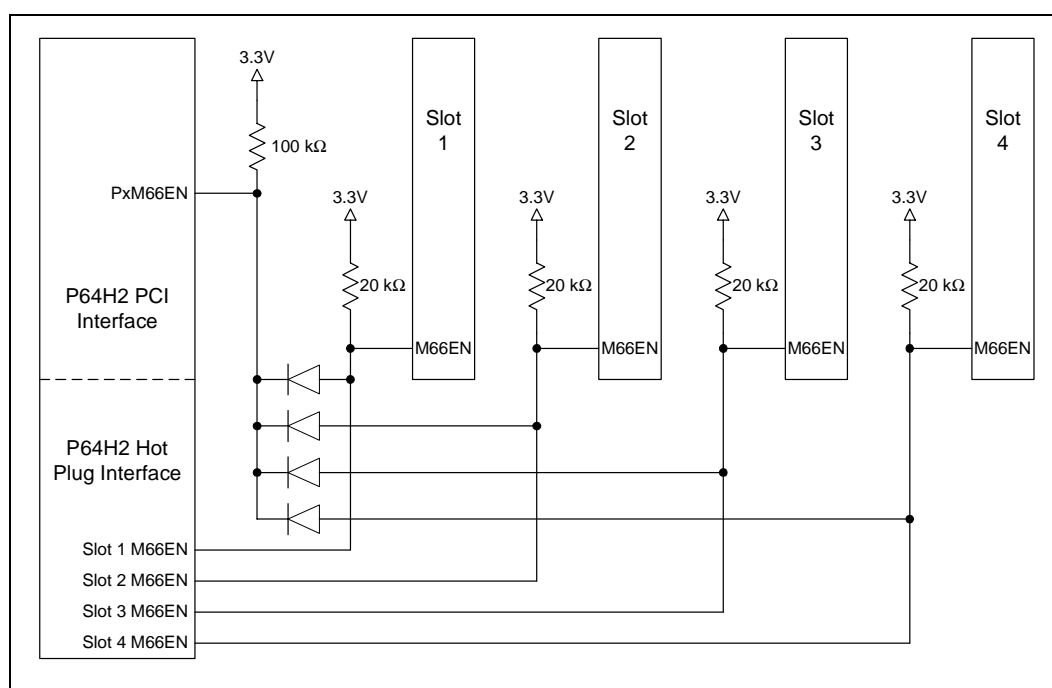 3.3V
100 kΩ
PxM66EN
P64H2 PCI
Interface
P64H2 Hot
Plug Interface
Slot 1 M66EN
Slot 2 M66EN
Slot 3 M66EN
Slot 4 M66EN
3.3V
20 kΩ
Slot
1
M66EN
3.3V
20 kΩ
Slot
2
M66EN
3.3V
20 kΩ
Slot
3
M66EN
3.3V
20 kΩ
Slot
4
M66EN